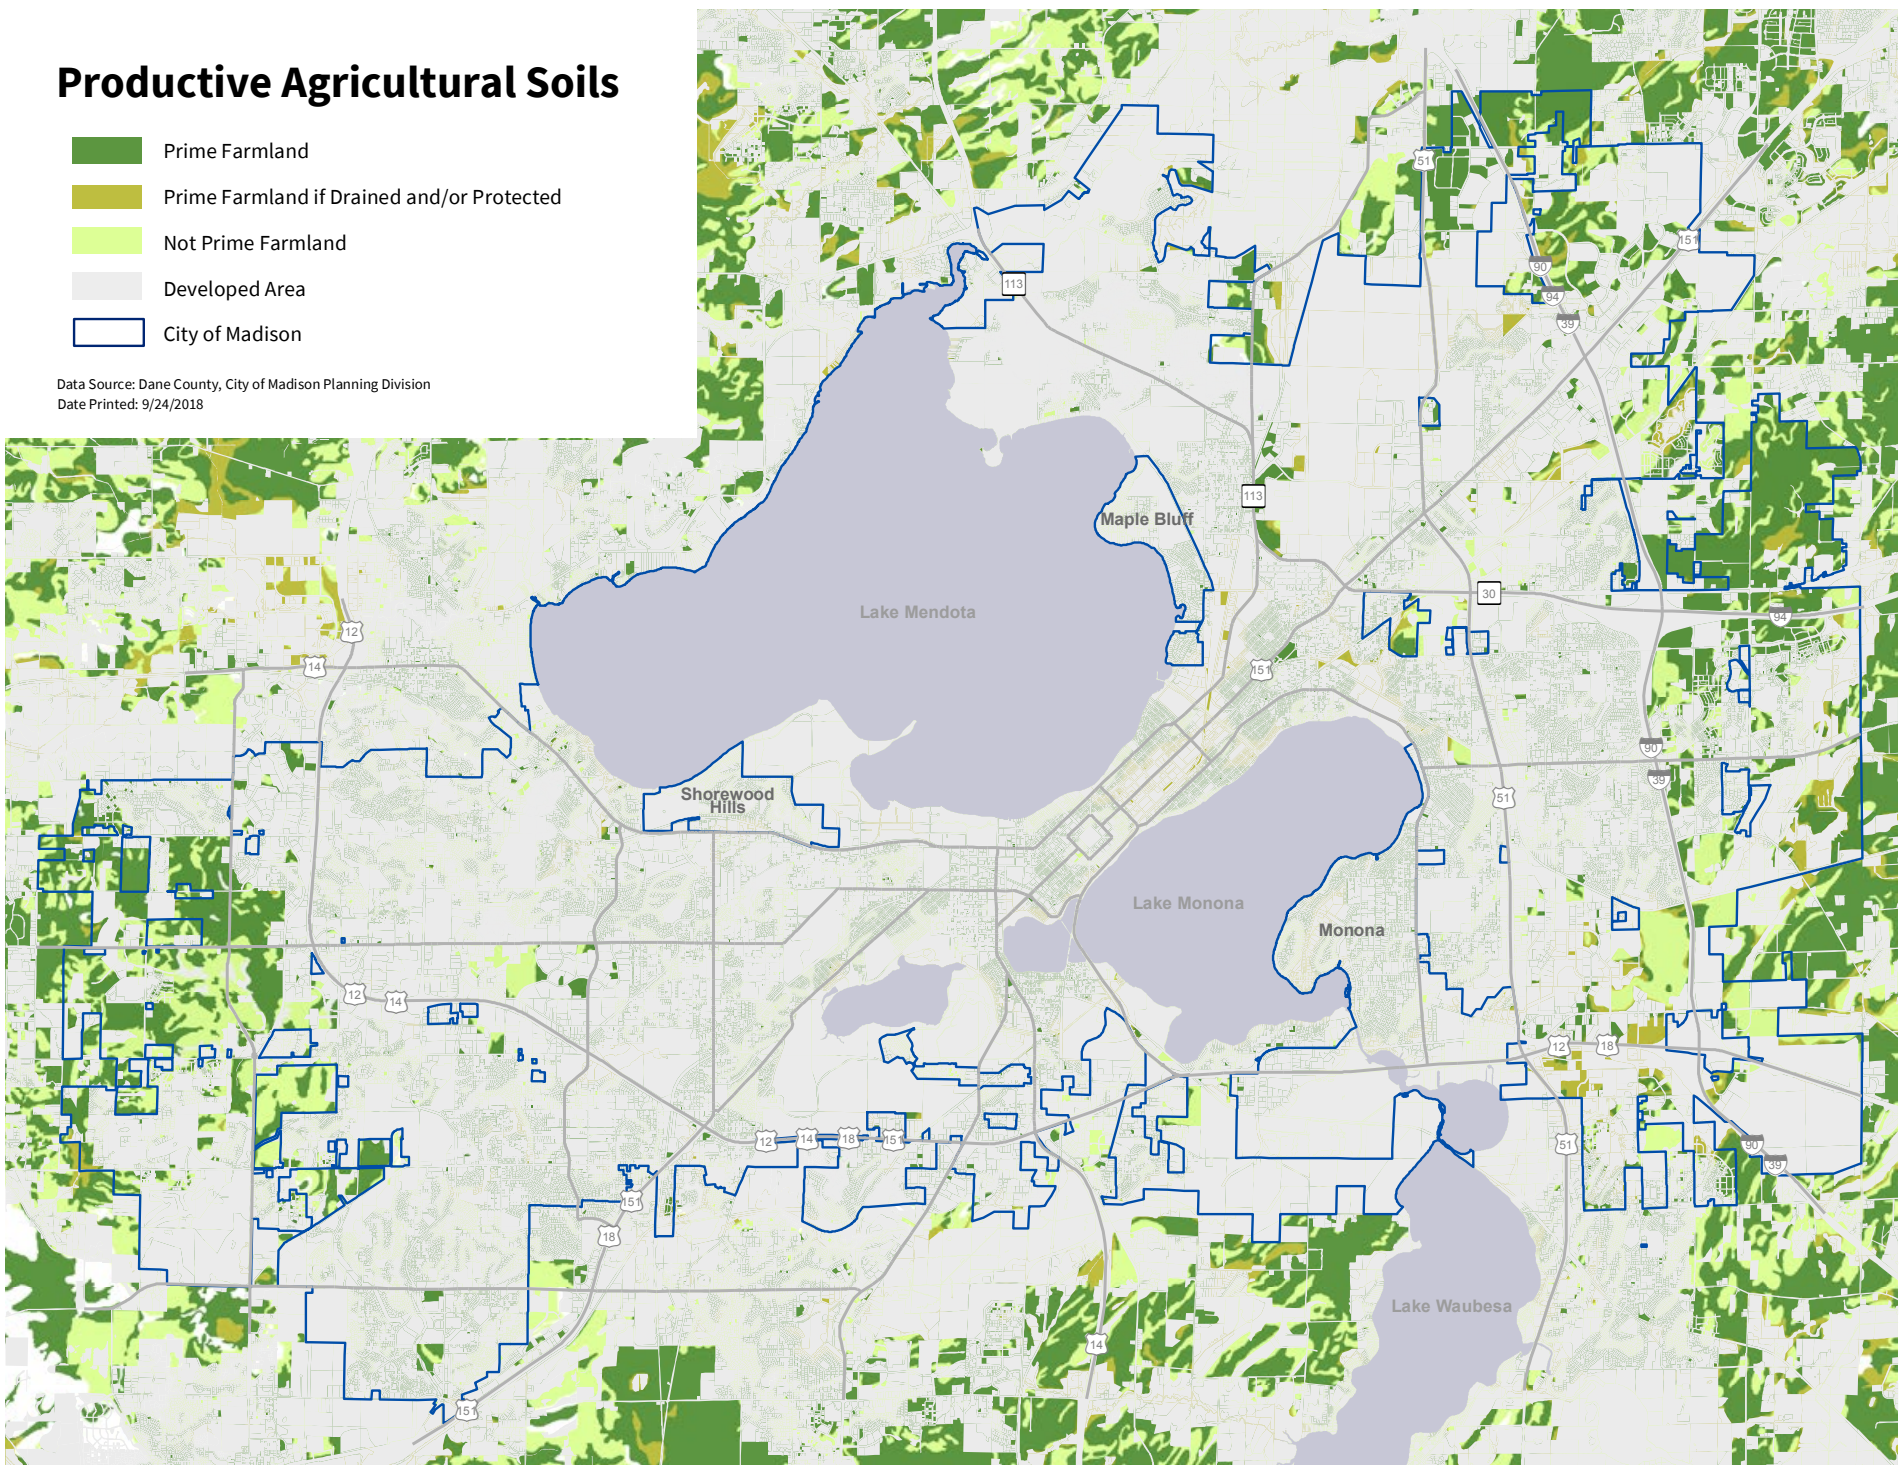 Productive Agricultural Soils
Prime Farmland
Prime Farmland if Drained and/or Protected
Not Prime Farmland
Developed Area
City of Madison
Data Source: Dane County, City of Madison Planning Division
Date Printed: 9/24/2018
51
151
90
94
39
113
113
Maple Bluff
30
94
Lake Mendota
12
14
151
90
39
51
Shorewood
Hills
Lake Monona
Monona
12
14
12
18
12
14
18
151
51
90
39
151
18
Lake Waubesa
14
151